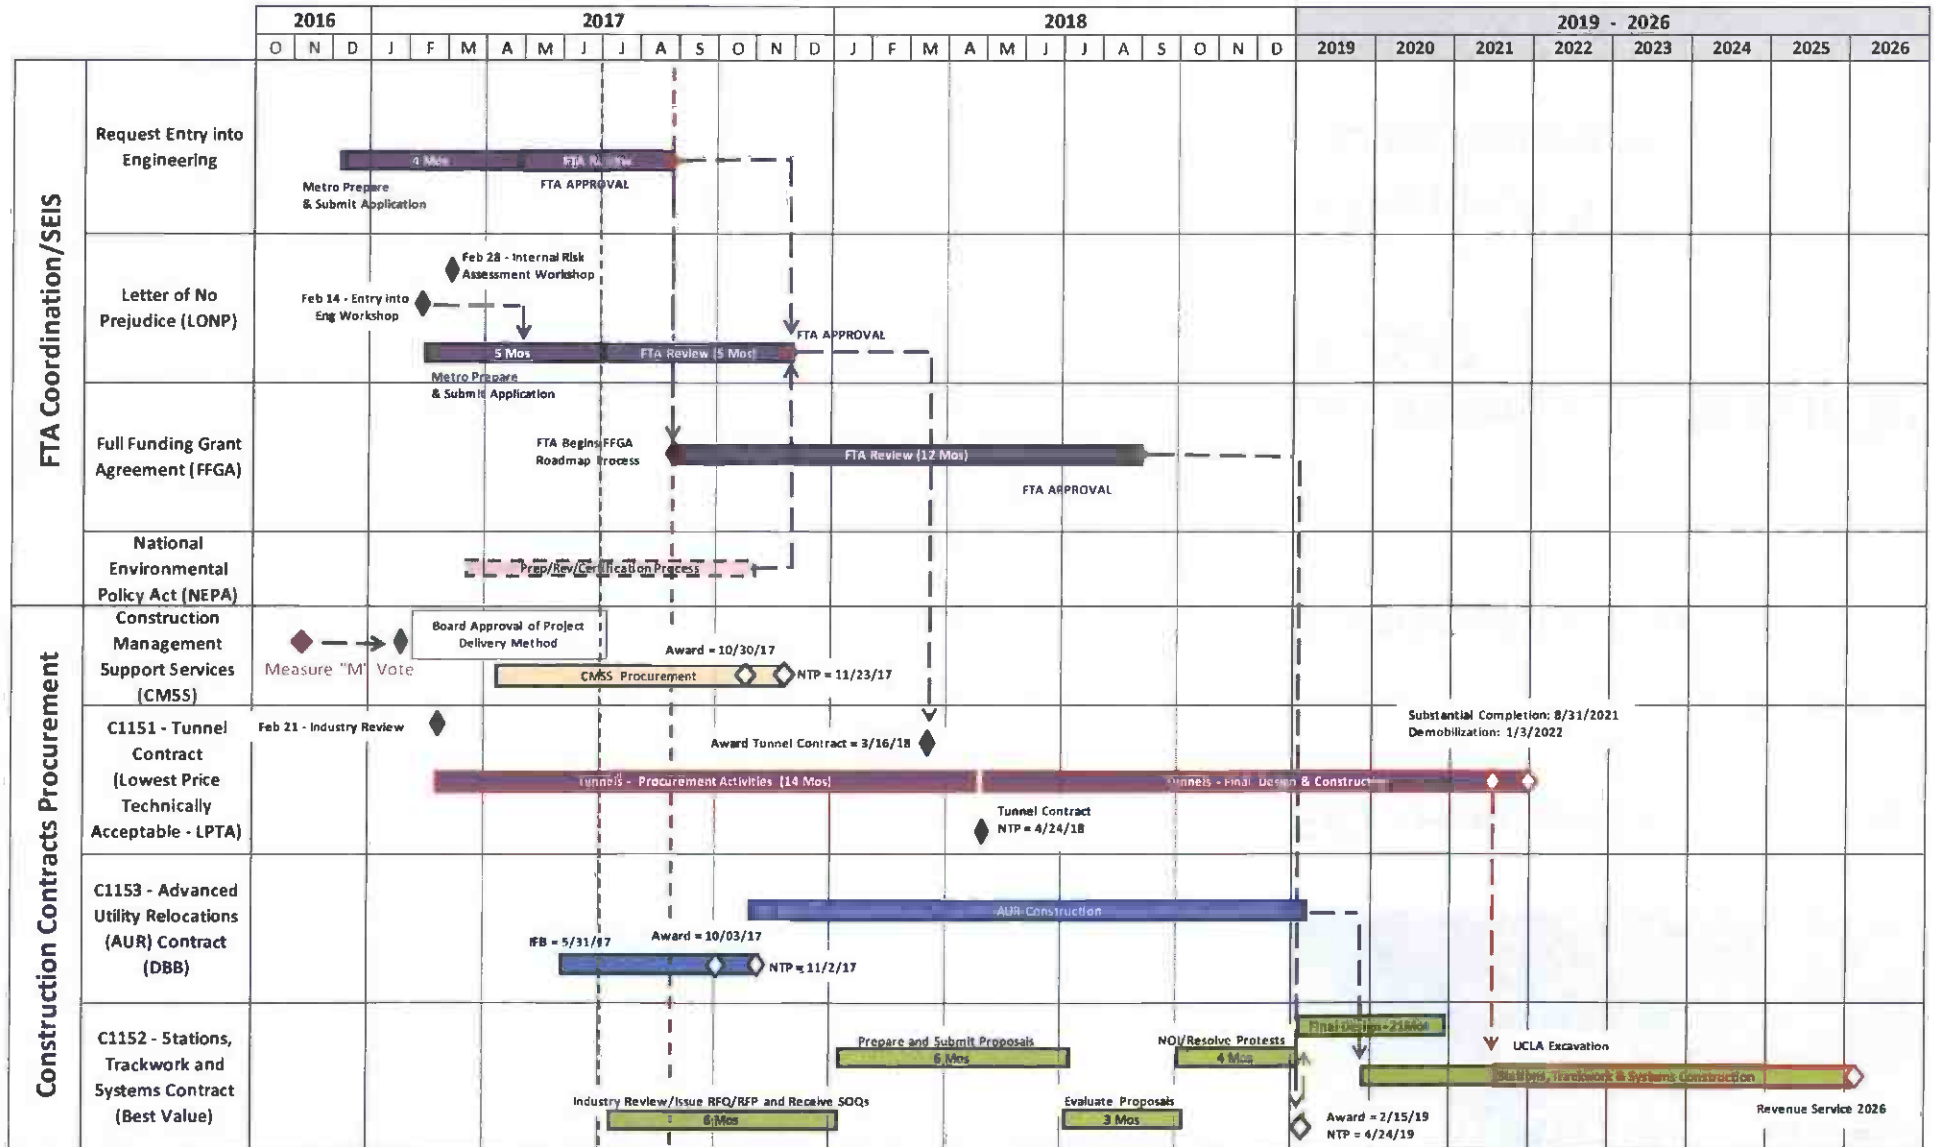 2016 2017 2018 2019 - 2026
O N D J F M A M J J A S O N D J F M A M J J A S O N D 2019 2020 2021 2022 2023 2024 2025 2026
FTA Coordination/SEIS
Request Entry into
Engineering
4 Mos
FTA Review
Metro Prepare
& Submit Application
FTA APPROVAL
Letter of No
Prejudice (LONP)
Feb 28 - Internal Risk
Assessment Workshop
Feb 14 - Entry into
Eng Workshop
FTA APPROVAL
5 Mos
FTA Review (5 Mos)
Metro Prepare
& Submit Application
Full Funding Grant
Agreement (FFGA)
FTA Begins FFGA
Roadmap Process
FTA Review (12 Mos)
FTA APPROVAL
National
Environmental
Policy Act (NEPA)
Prep/Rev/Certification Process
Construction Contracts Procurement
Construction
Management
Support Services
(CMSS)
Measure "M" Vote
Board Approval of Project
Delivery Method
Award = 10/30/17
CMSS Procurement
NTP = 11/23/17
C1151 - Tunnel
Contract
(Lowest Price
Technically
Acceptable - LPTA)
Feb 21 - Industry Review
Award Tunnel Contract = 3/16/18
Substantial Completion: 8/31/2021
Demobilization: 1/3/2022
Tunnels - Procurement Activities (14 Mos)
Tunnels - Final Design & Construction
Tunnel Contract
NTP = 4/24/18
C1153 - Advanced
Utility Relocations
(AUR) Contract
(DBB)
AUR Construction
IFB = 5/31/17
Award = 10/03/17
NTP = 11/2/17
C1152 - Stations,
Trackwork and
Systems Contract
(Best Value)
Final Design - 21 Mos
Prepare and Submit Proposals
6 Mos
NOI/Resolve Protests
4 Mos
UCLA Excavation
Stations, Trackwork & Systems Construction
Industry Review/Issue RFQ/RFP and Receive SOQs
6 Mos
Evaluate Proposals
3 Mos
Award = 2/15/19
NTP = 4/24/19
Revenue Service 2026